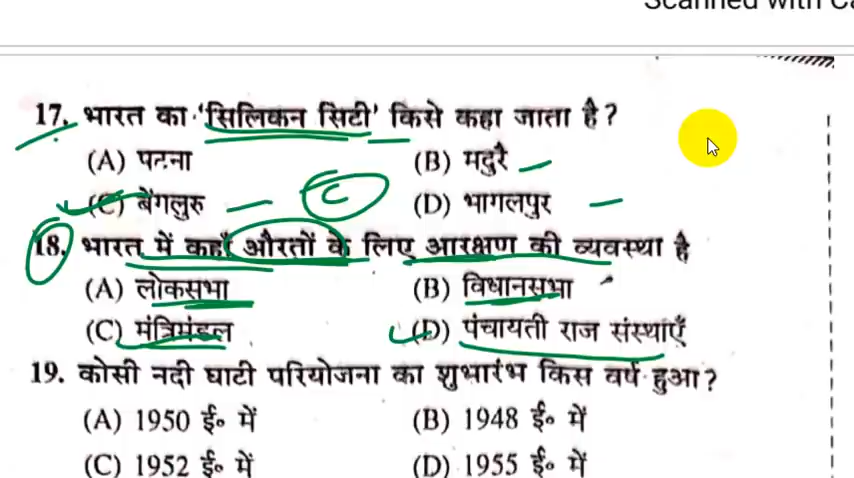 Scanned with Ca
17. भारत का 'सिलिकन सिटी' किसे कहा जाता है?
(A) पटना (B) मदुरै
(C) बेंगलुरु C (D) भागलपुर
18. भारत में कहाँ औरतों के लिए आरक्षण की व्यवस्था है
(A) लोकसभा (B) विधानसभा
(C) मंत्रिमंडल (D) पंचायती राज संस्थाएँ
19. कोसी नदी घाटी परियोजना का शुभारंभ किस वर्ष हुआ?
(A) 1950 ई० में (B) 1948 ई० में
(C) 1952 ई० में (D) 1955 ई० में